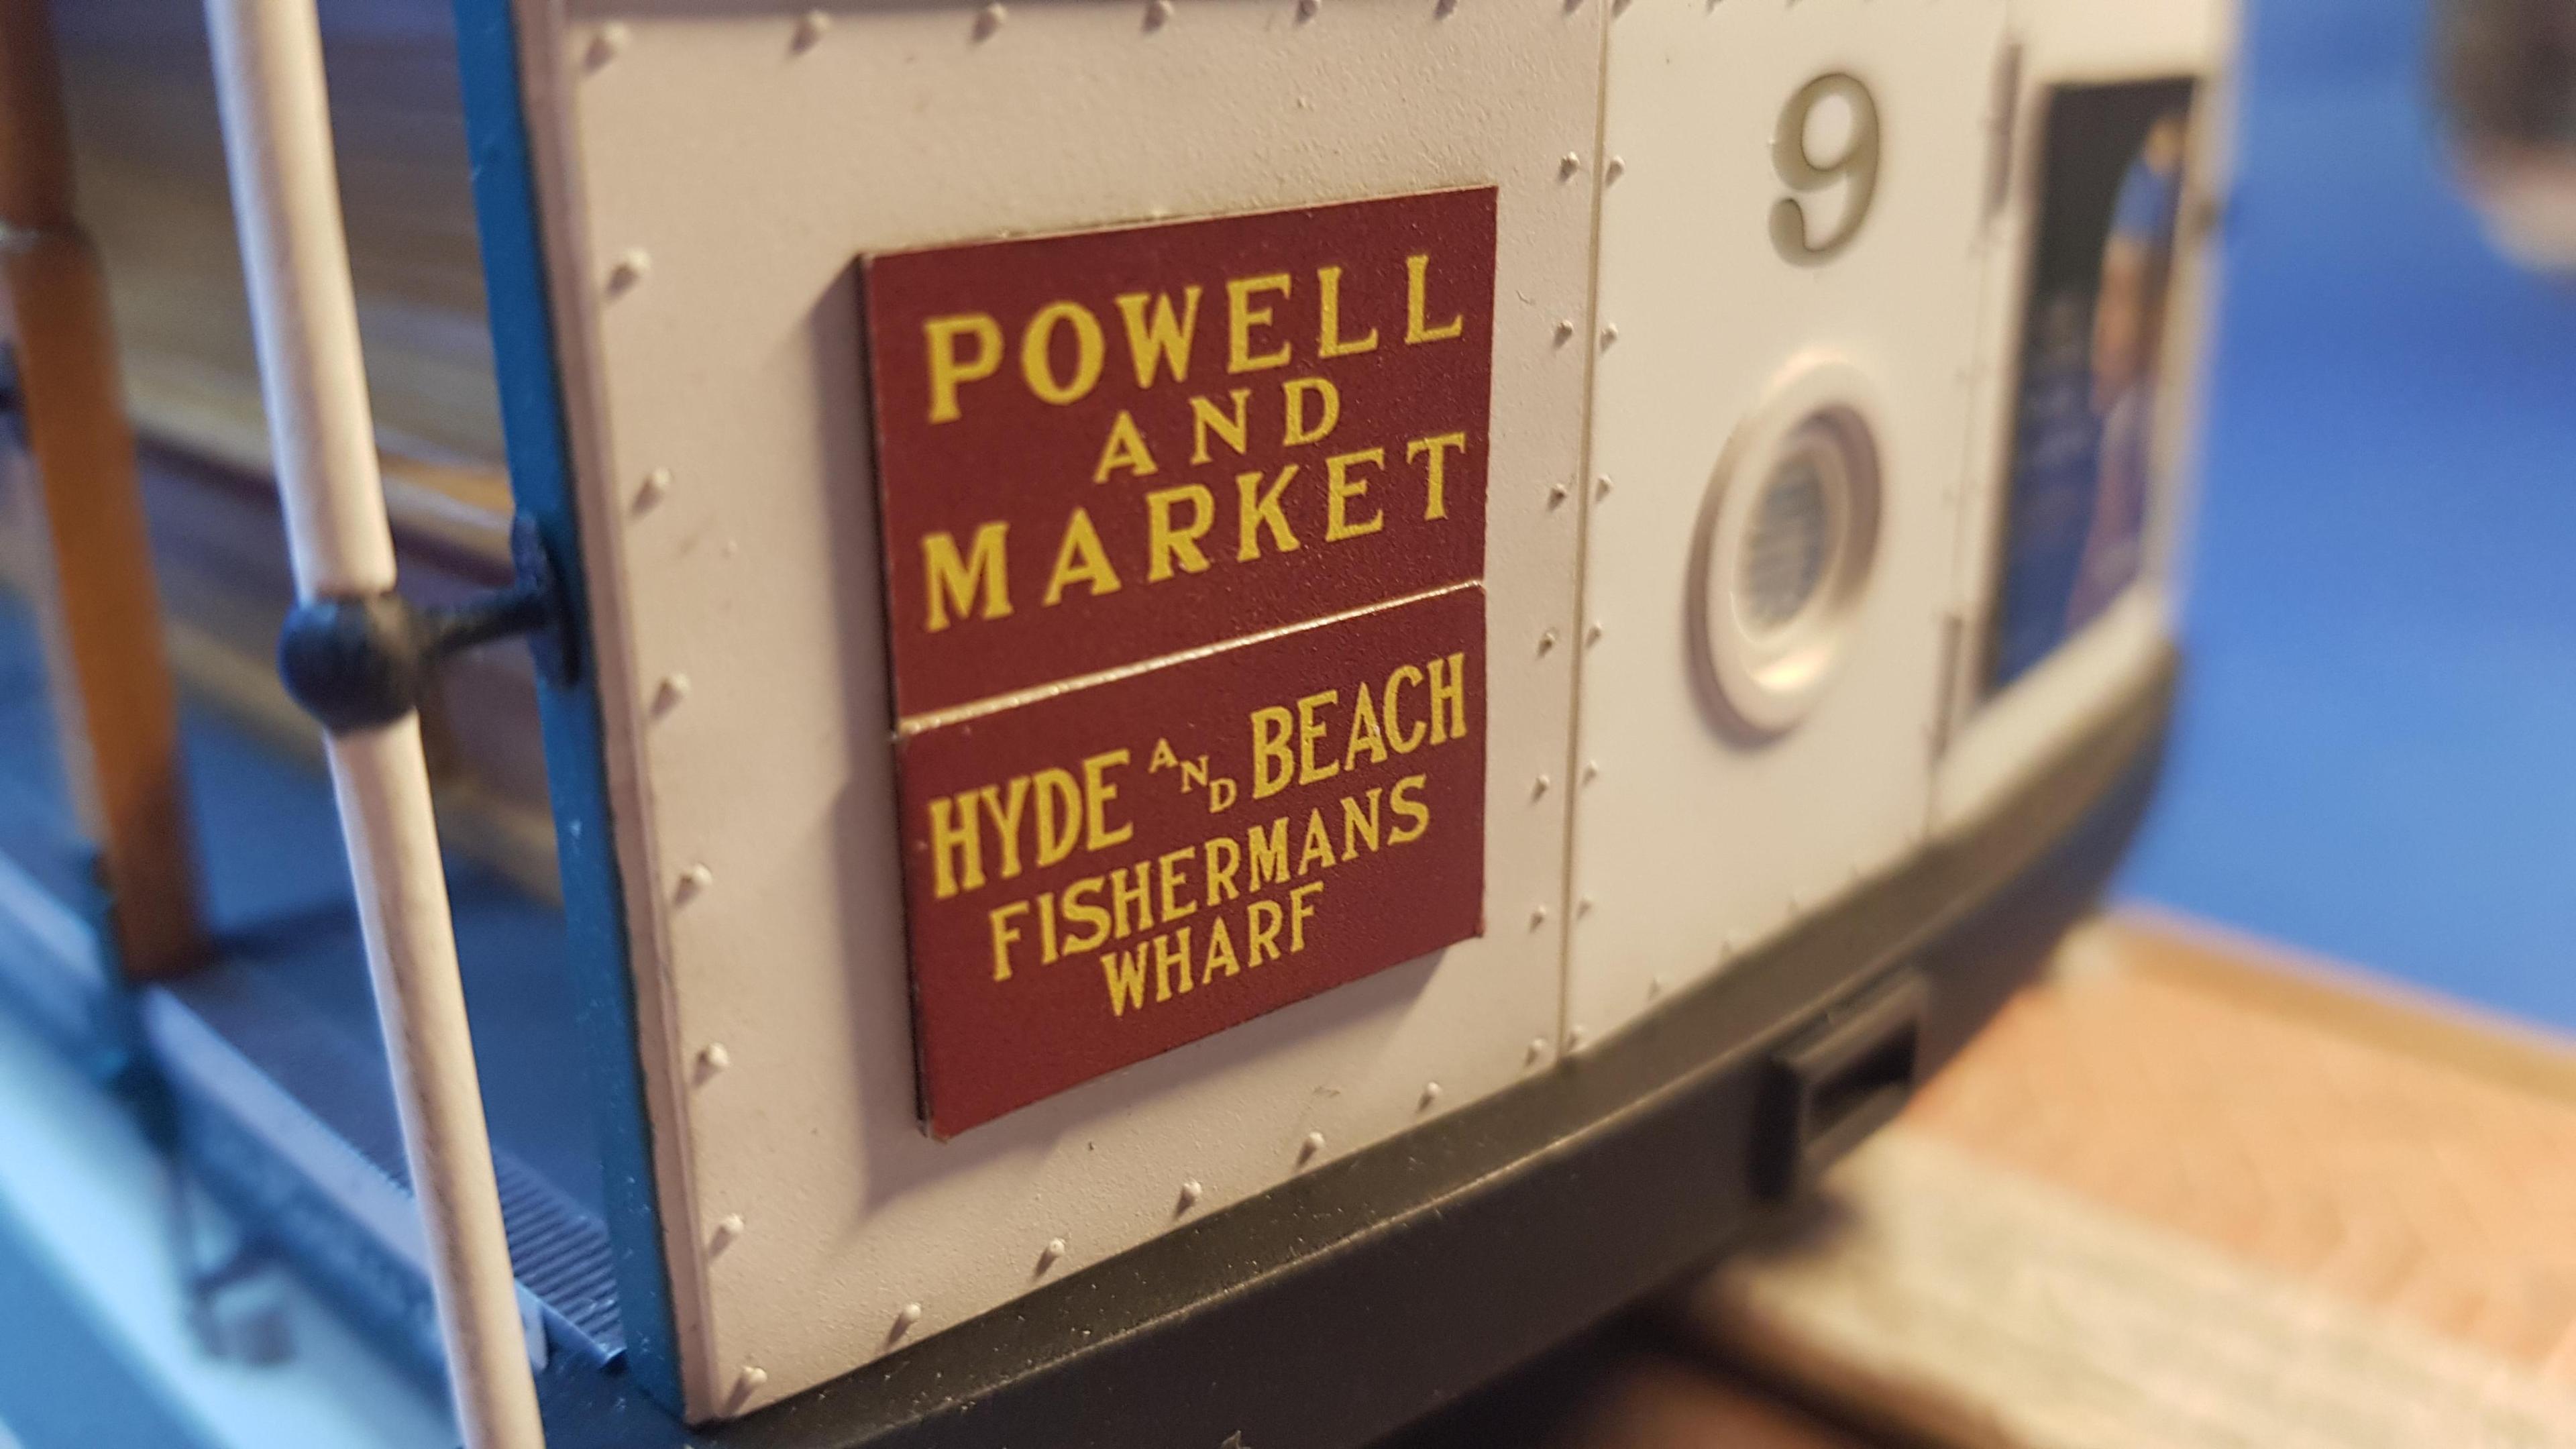 9
POWELL
AND
MARKET
HYDE AND BEACH
FISHERMANS
WHARF